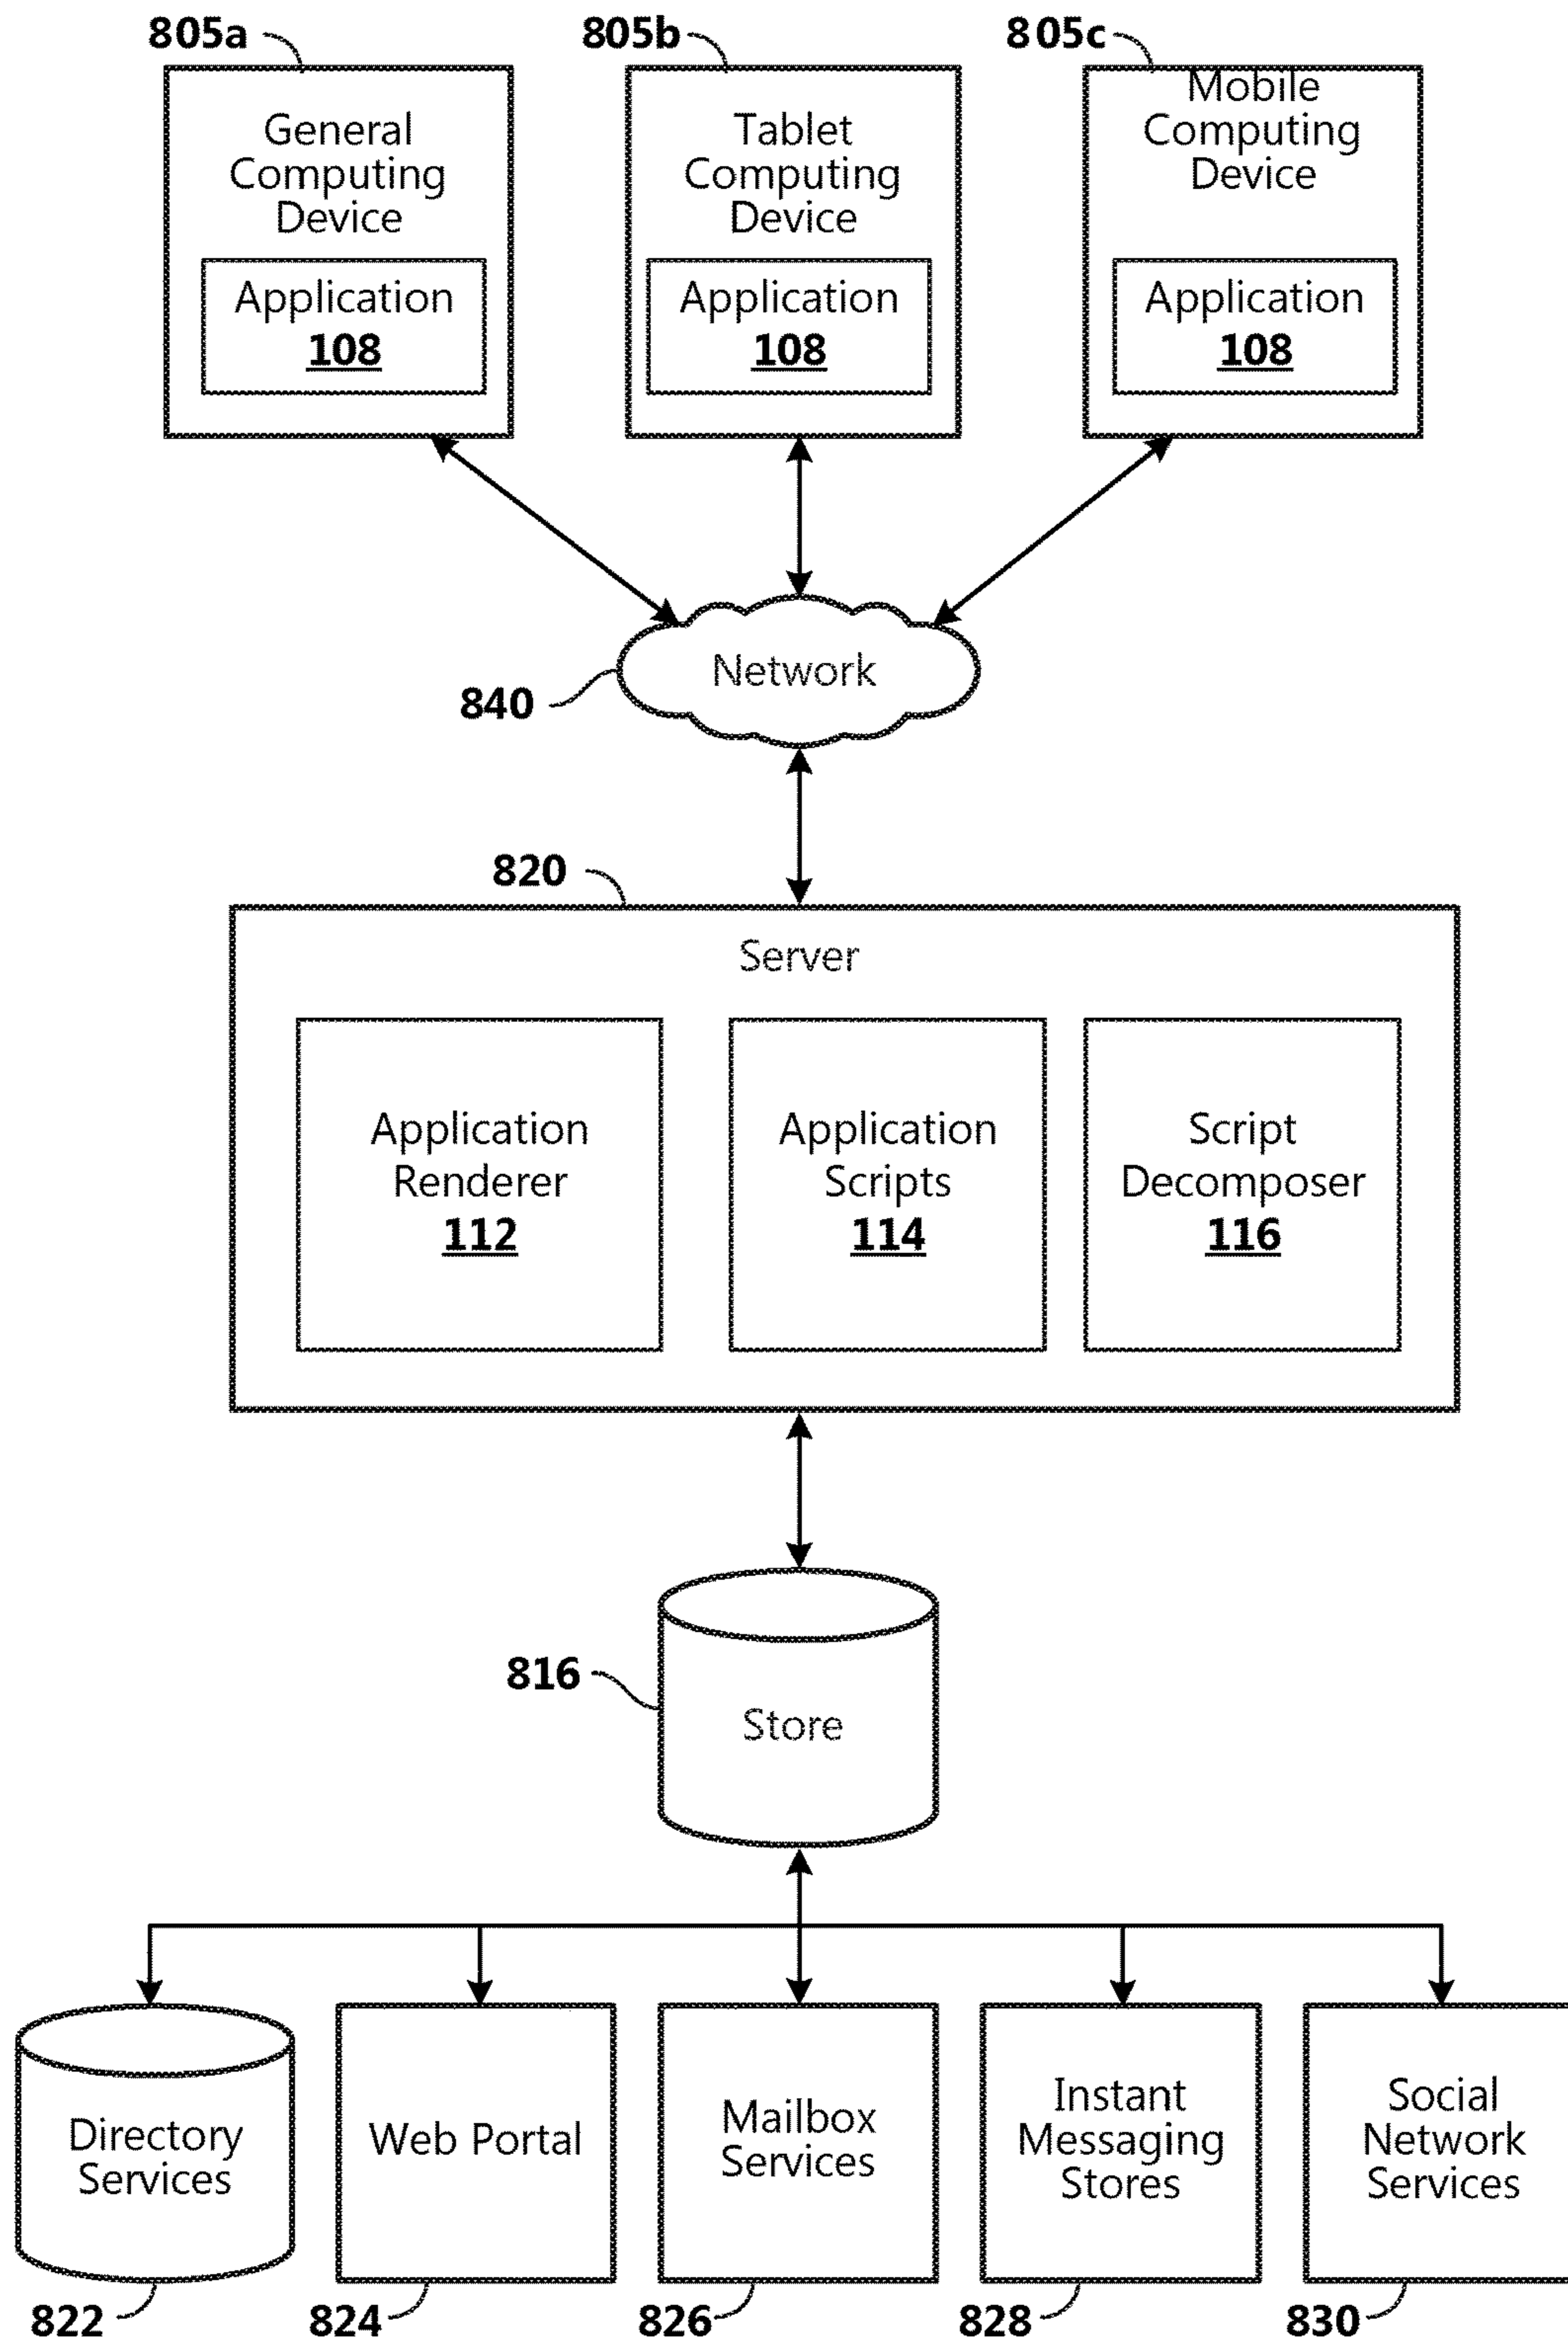 805a
805b
805c
General
Computing
Device
Application
108
Tablet
Computing
Device
Application
108
Mobile
Computing
Device
Application
108
Network
840
820
Server
Application
Renderer
112
Application
Scripts
114
Script
Decomposer
116
816
Store
Directory
Services
Web Portal
Mailbox
Services
Instant
Messaging
Stores
Social
Network
Services
822
824
826
828
830